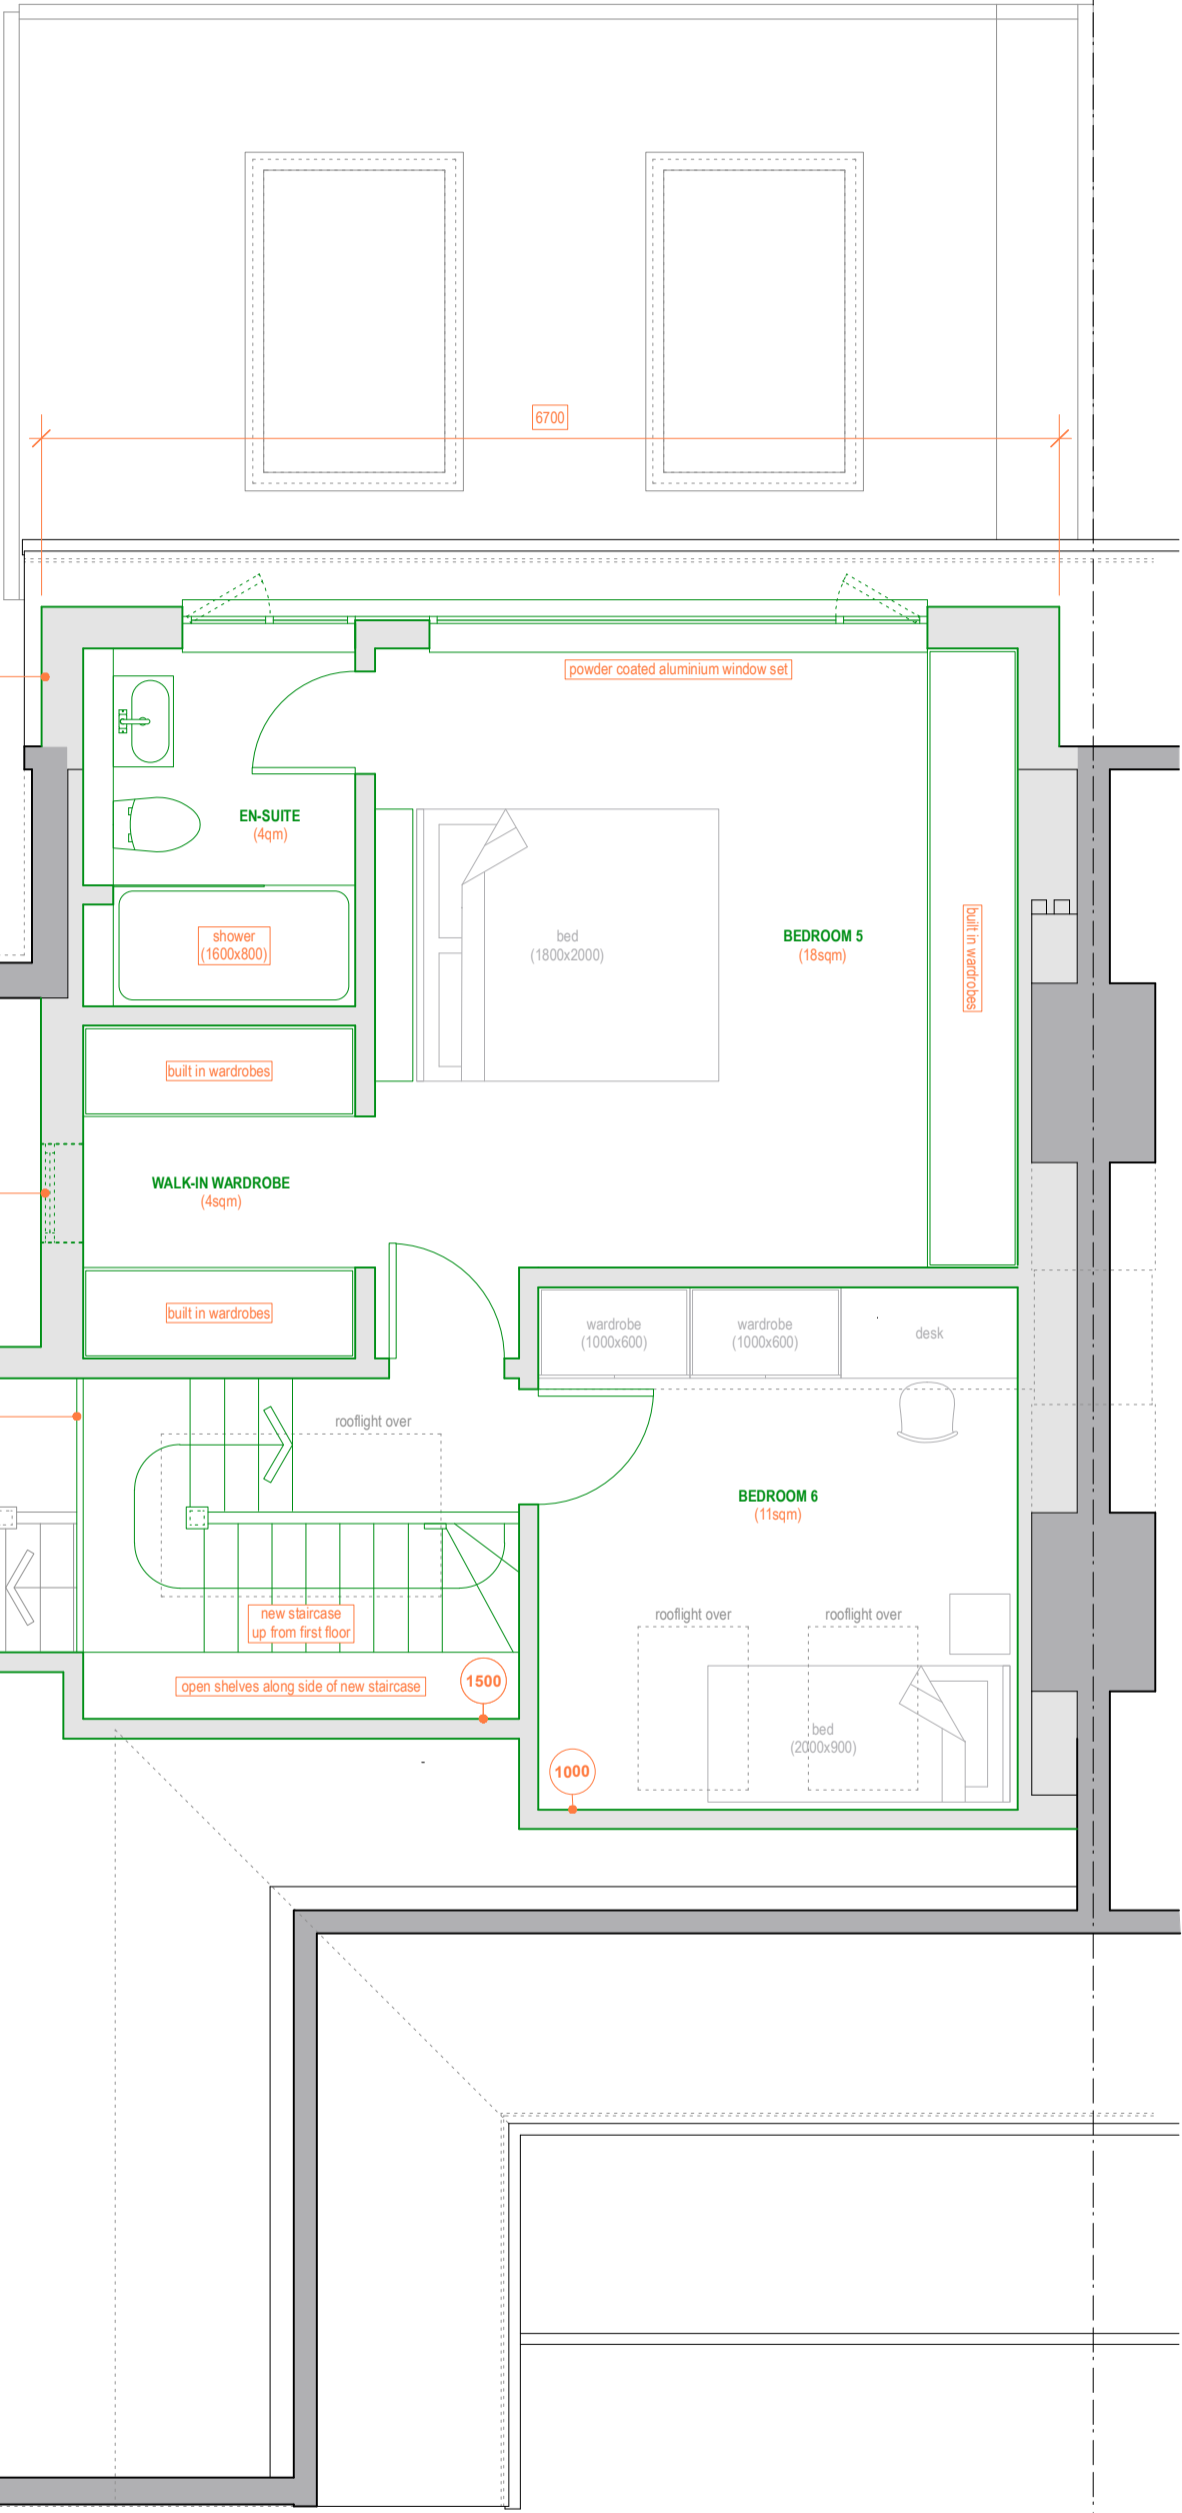 6700
powder coated aluminium window set
EN-SUITE
(4qm)
shower
(1600x800)
bed
(1800x2000)
BEDROOM 5
(18sqm)
built in wardrobes
built in wardrobes
WALK-IN WARDROBE
(4sqm)
built in wardrobes
wardrobe
(1000x600)
wardrobe
(1000x600)
desk
rooflight over
BEDROOM 6
(11sqm)
new staircase
up from first floor
rooflight over
rooflight over
open shelves along side of new staircase
1500
bed
(2000x900)
1000